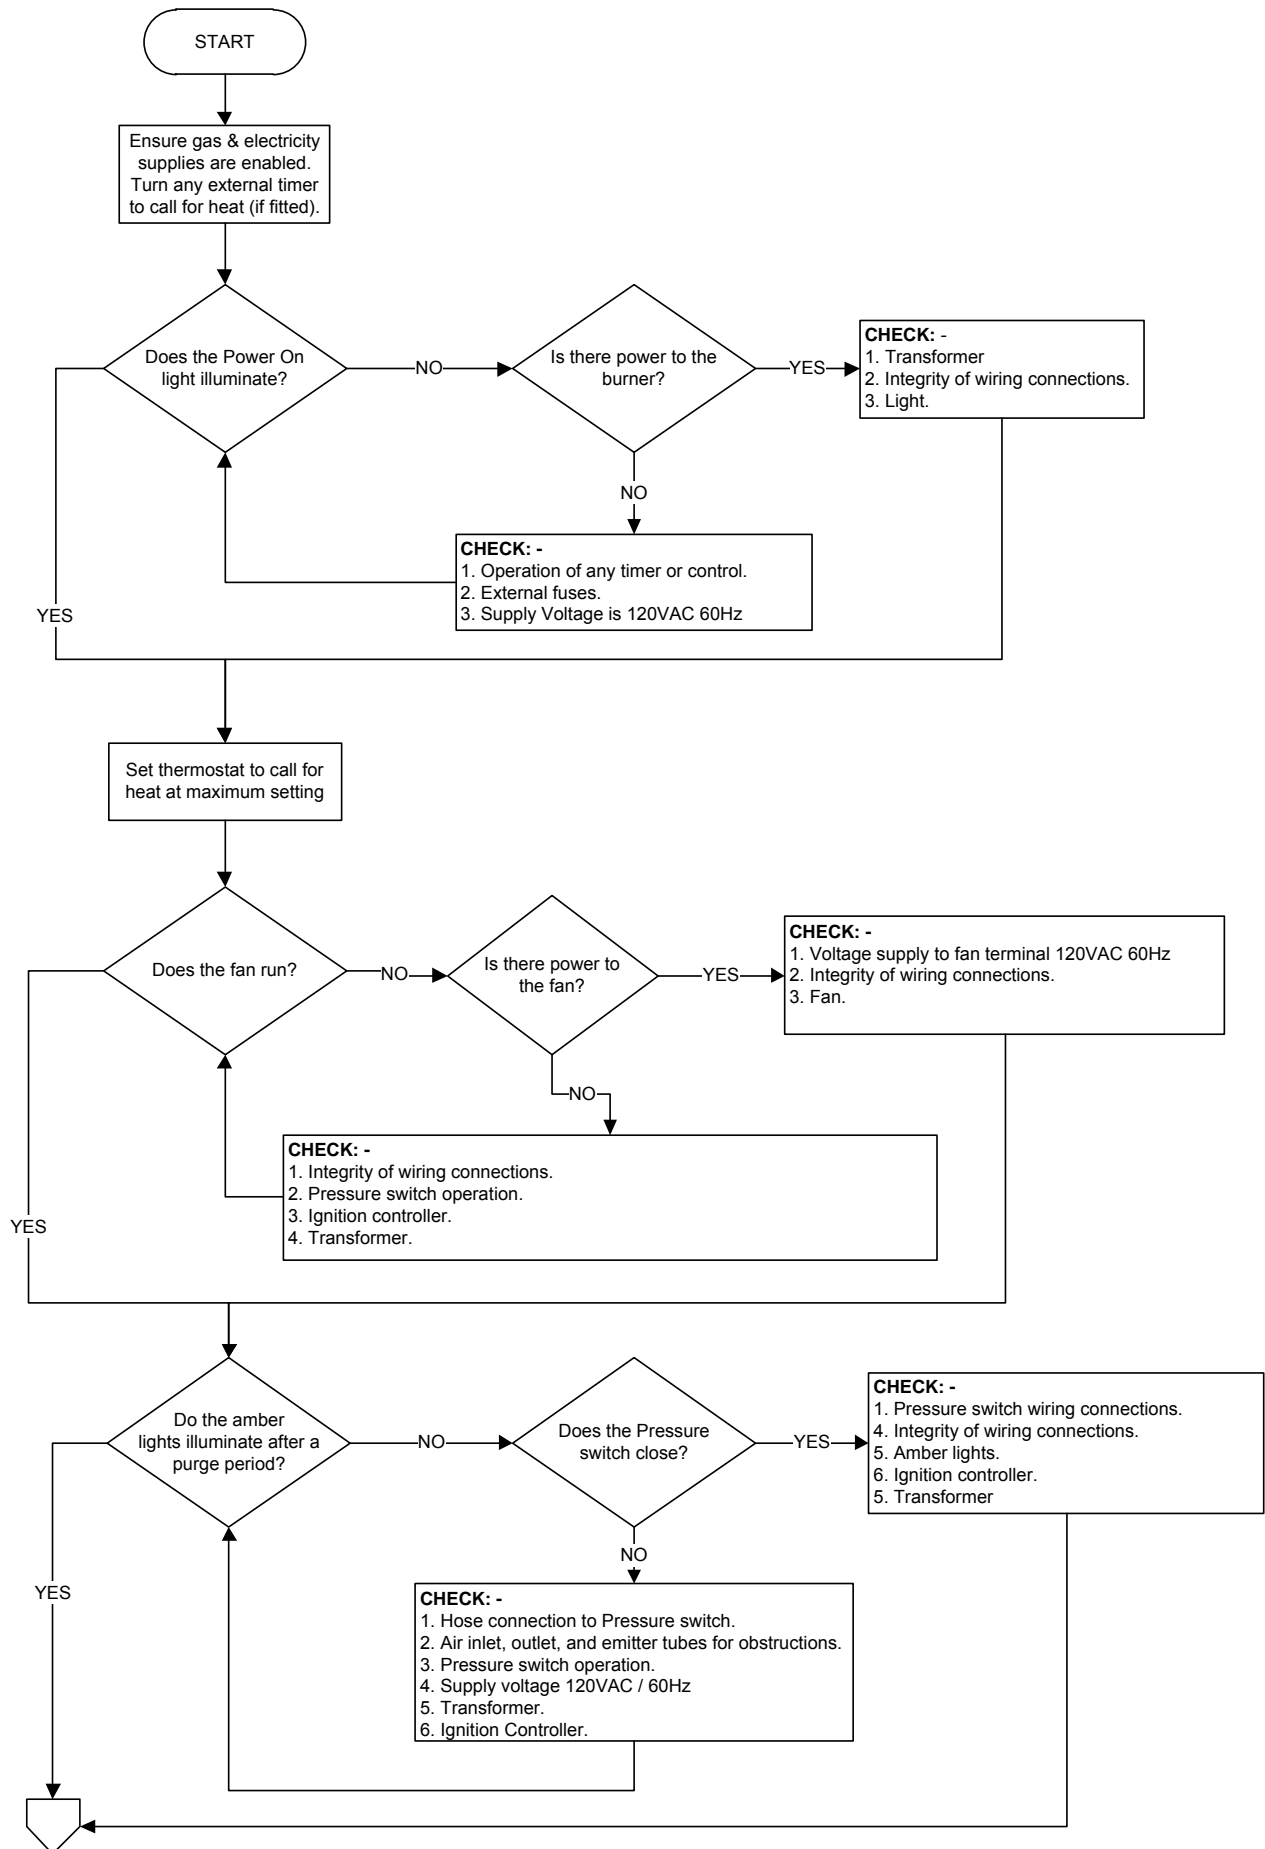 START
Ensure gas & electricity
supplies are enabled.
Turn any external timer
to call for heat (if fitted).
Does the Power On
light illuminate?
NO
Is there power to the
burner?
YES
CHECK: -
1. Transformer
2. Integrity of wiring connections.
3. Light.
NO
CHECK: -
1. Operation of any timer or control.
2. External fuses.
3. Supply Voltage is 120VAC 60Hz
YES
Set thermostat to call for
heat at maximum setting
Does the fan run?
NO
Is there power to
the fan?
YES
CHECK: -
1. Voltage supply to fan terminal 120VAC 60Hz
2. Integrity of wiring connections.
3. Fan.
NO
CHECK: -
1. Integrity of wiring connections.
2. Pressure switch operation.
3. Ignition controller.
4. Transformer.
YES
Do the amber
lights illuminate after a
purge period?
NO
Does the Pressure
switch close?
YES
CHECK: -
1. Pressure switch wiring connections.
4. Integrity of wiring connections.
5. Amber lights.
6. Ignition controller.
5. Transformer
NO
CHECK: -
1. Hose connection to Pressure switch.
2. Air inlet, outlet, and emitter tubes for obstructions.
3. Pressure switch operation.
4. Supply voltage 120VAC / 60Hz
5. Transformer.
6. Ignition Controller.
YES